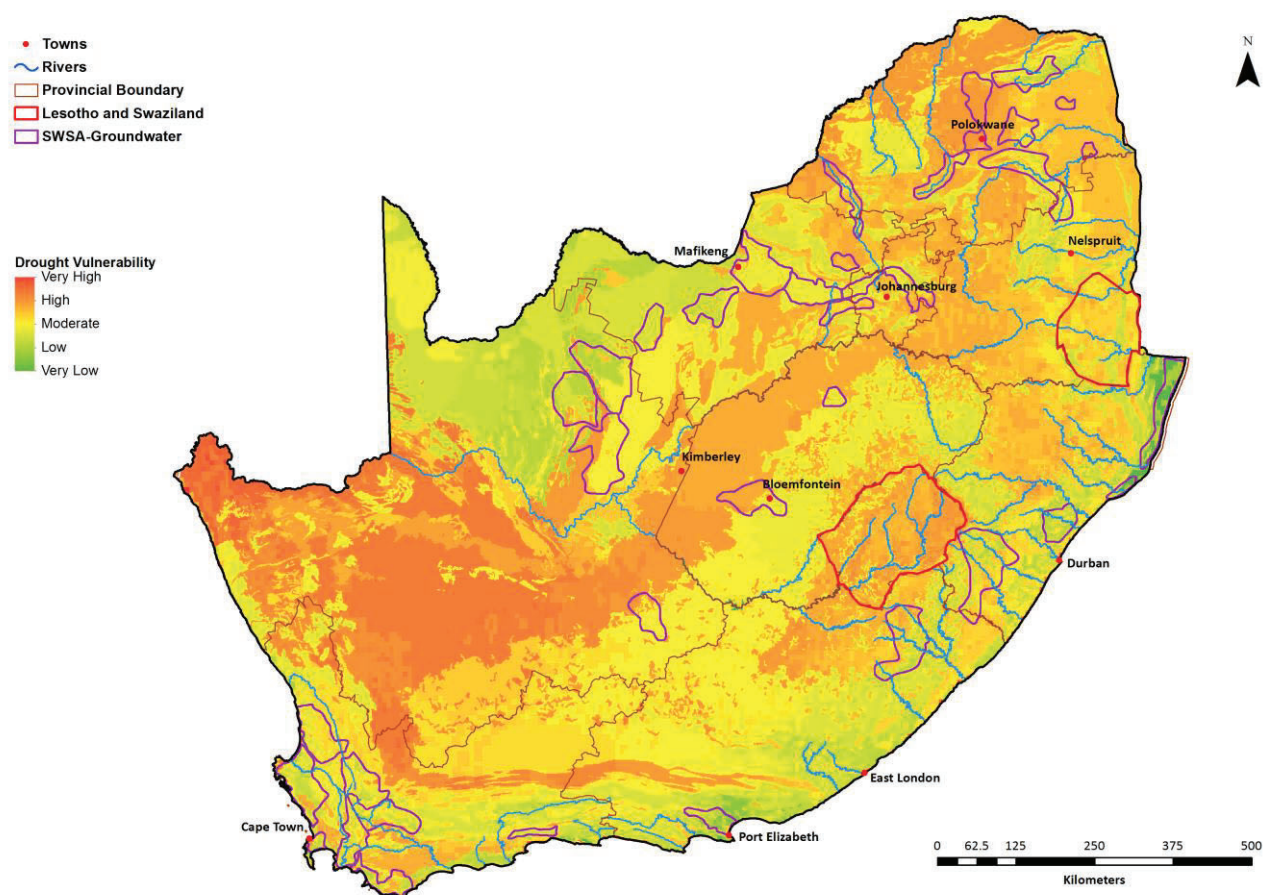 Towns
Rivers
Provincial Boundary
Lesotho and Swaziland
SWSA-Groundwater
N
Drought Vulnerability
Very High
High
Moderate
Low
Very Low
Polokwane
Nelspruit
Mafikeng
Johannesburg
Kimberley
Bloemfontein
Durban
East London
Cape Town
Port Elizabeth
0 62.5 125 250 375 500
Kilometers